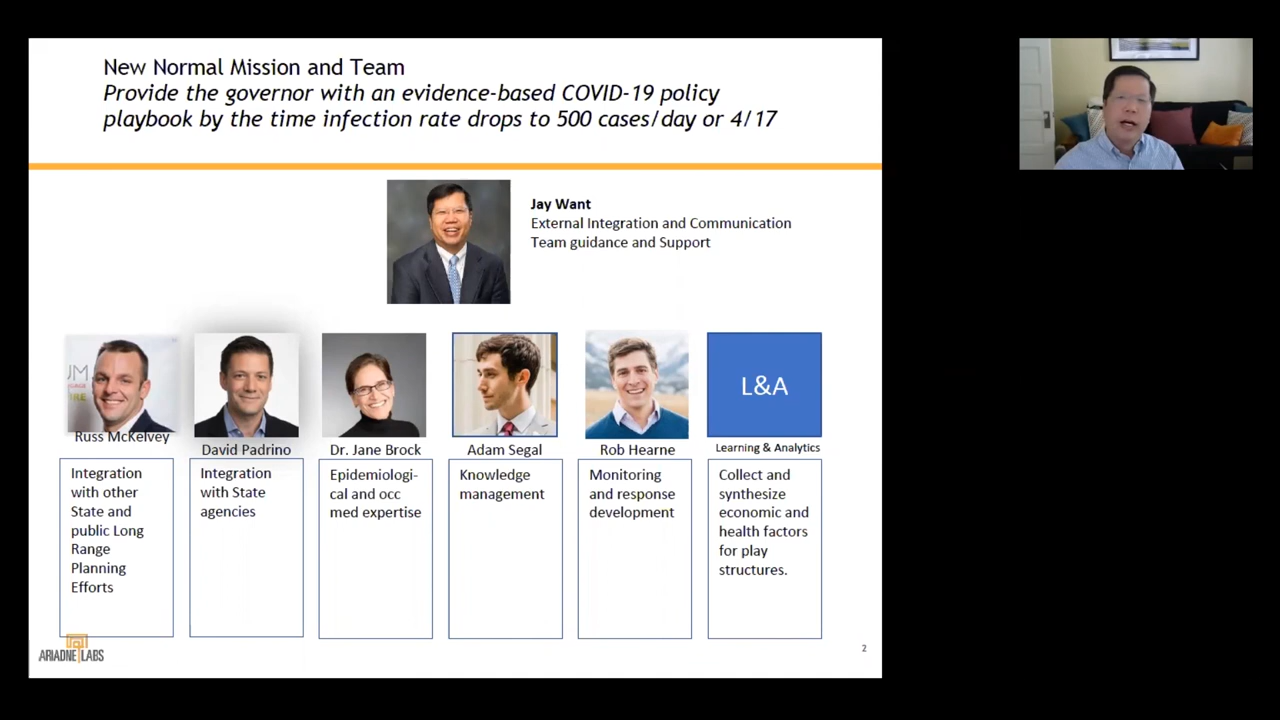 New Normal Mission and Team
Provide the governor with an evidence-based COVID-19 policy
playbook by the time infection rate drops to 500 cases/day or 4/17
Jay Want
External Integration and Communication
Team guidance and Support
Russ McKelvey
Integration
with other
State and
public Long
Range
Planning
Efforts
David Padrino
Integration
with State
agencies
Dr. Jane Brock
Epidemiologi-
cal and occ
med expertise
Adam Segal
Knowledge
management
Rob Hearne
Monitoring
and response
development
L&A
Learning & Analytics
Collect and
synthesize
economic and
health factors
for play
structures.
ARIADNE LABS
2